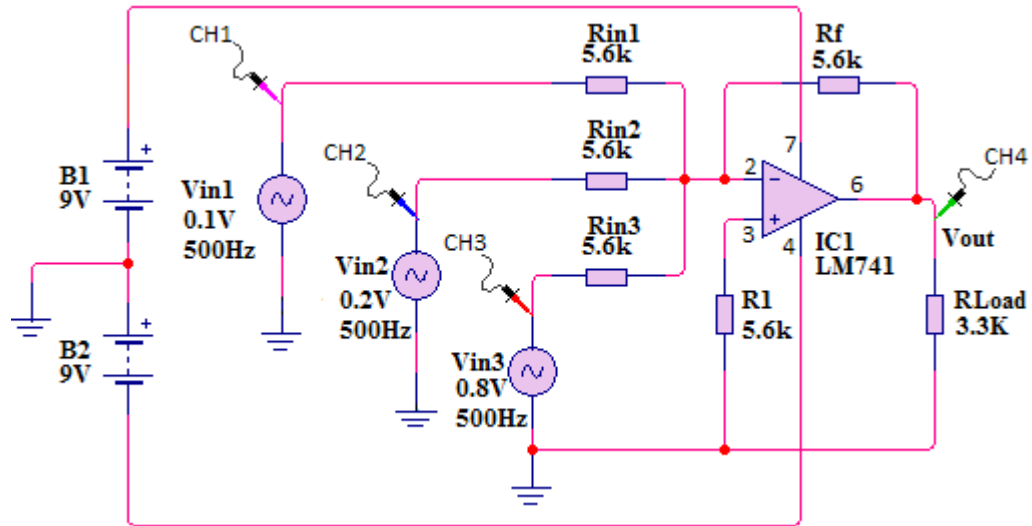 CH1
Rin1
5.6k
Rf
5.6k
CH2
Rin2
5.6k
7
CH4
B1
9V
+
Vin1
0.1V
500Hz
2
−
6
CH3
Rin3
5.6k
+
3
4
IC1
LM741
Vout
Vin2
0.2V
500Hz
R1
5.6k
RLoad
3.3K
B2
9V
+
Vin3
0.8V
500Hz